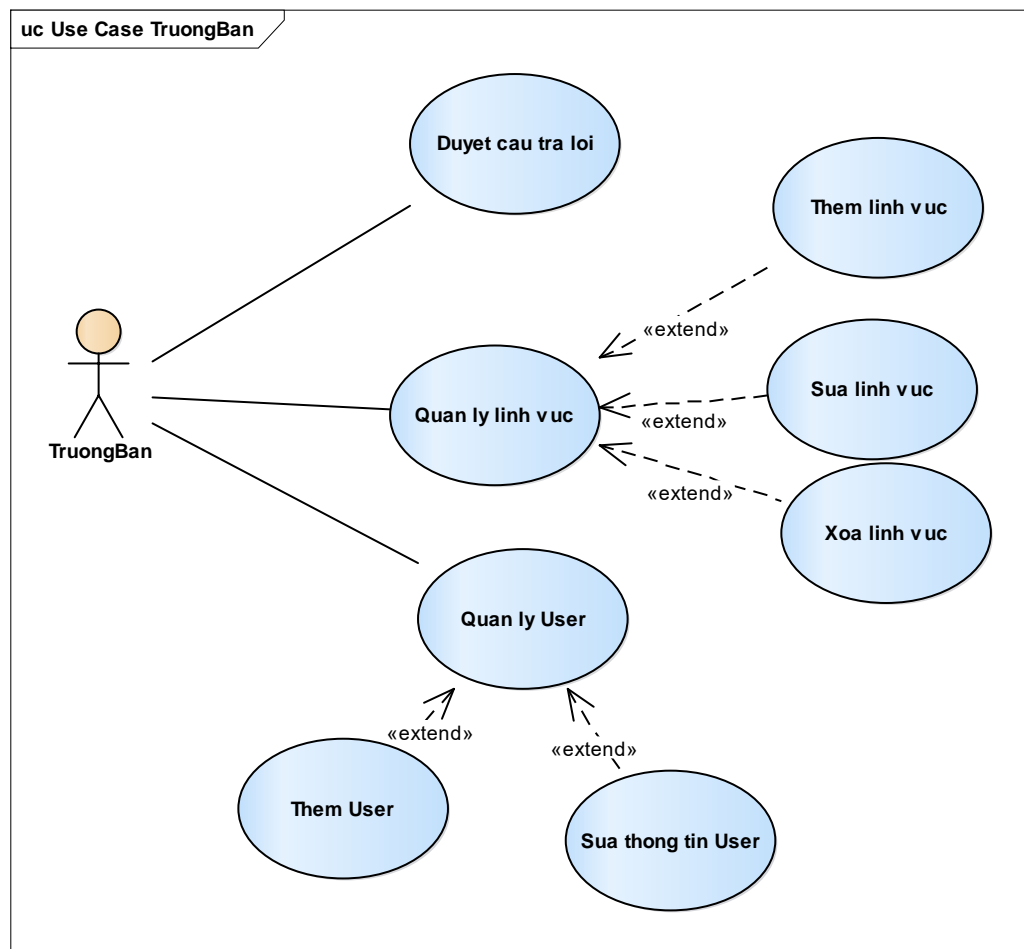 uc Use Case TruongBan
Duyet cau tra loi
Them linh vuc
«extend»
Sua linh vuc
Quan ly linh vuc
«extend»
TruongBan
«extend»
Xoa linh vuc
Quan ly User
«extend»
«extend»
Them User
Sua thong tin User